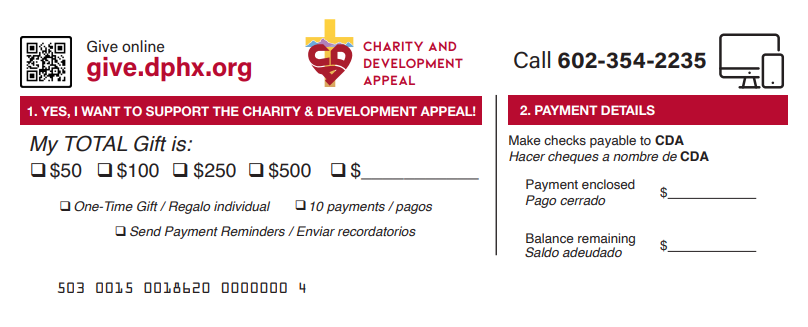 Give online
give.dphx.org
CHARITY AND
DEVELOPMENT
APPEAL
Call 602-354-2235
1. YES, I WANT TO SUPPORT THE CHARITY & DEVELOPMENT APPEAL!
My TOTAL Gift is:
❏ $50 ❏ $100 ❏ $250 ❏ $500 ❏ $____________
❏ One-Time Gift / Regalo individual ❏ 10 payments / pagos
❏ Send Payment Reminders / Enviar recordatorios
503 0015 0018620 0000000 4
2. PAYMENT DETAILS
Make checks payable to CDA
Hacer cheques a nombre de CDA
Payment enclosed $____________
Pago cerrado
Balance remaining $____________
Saldo adeudado